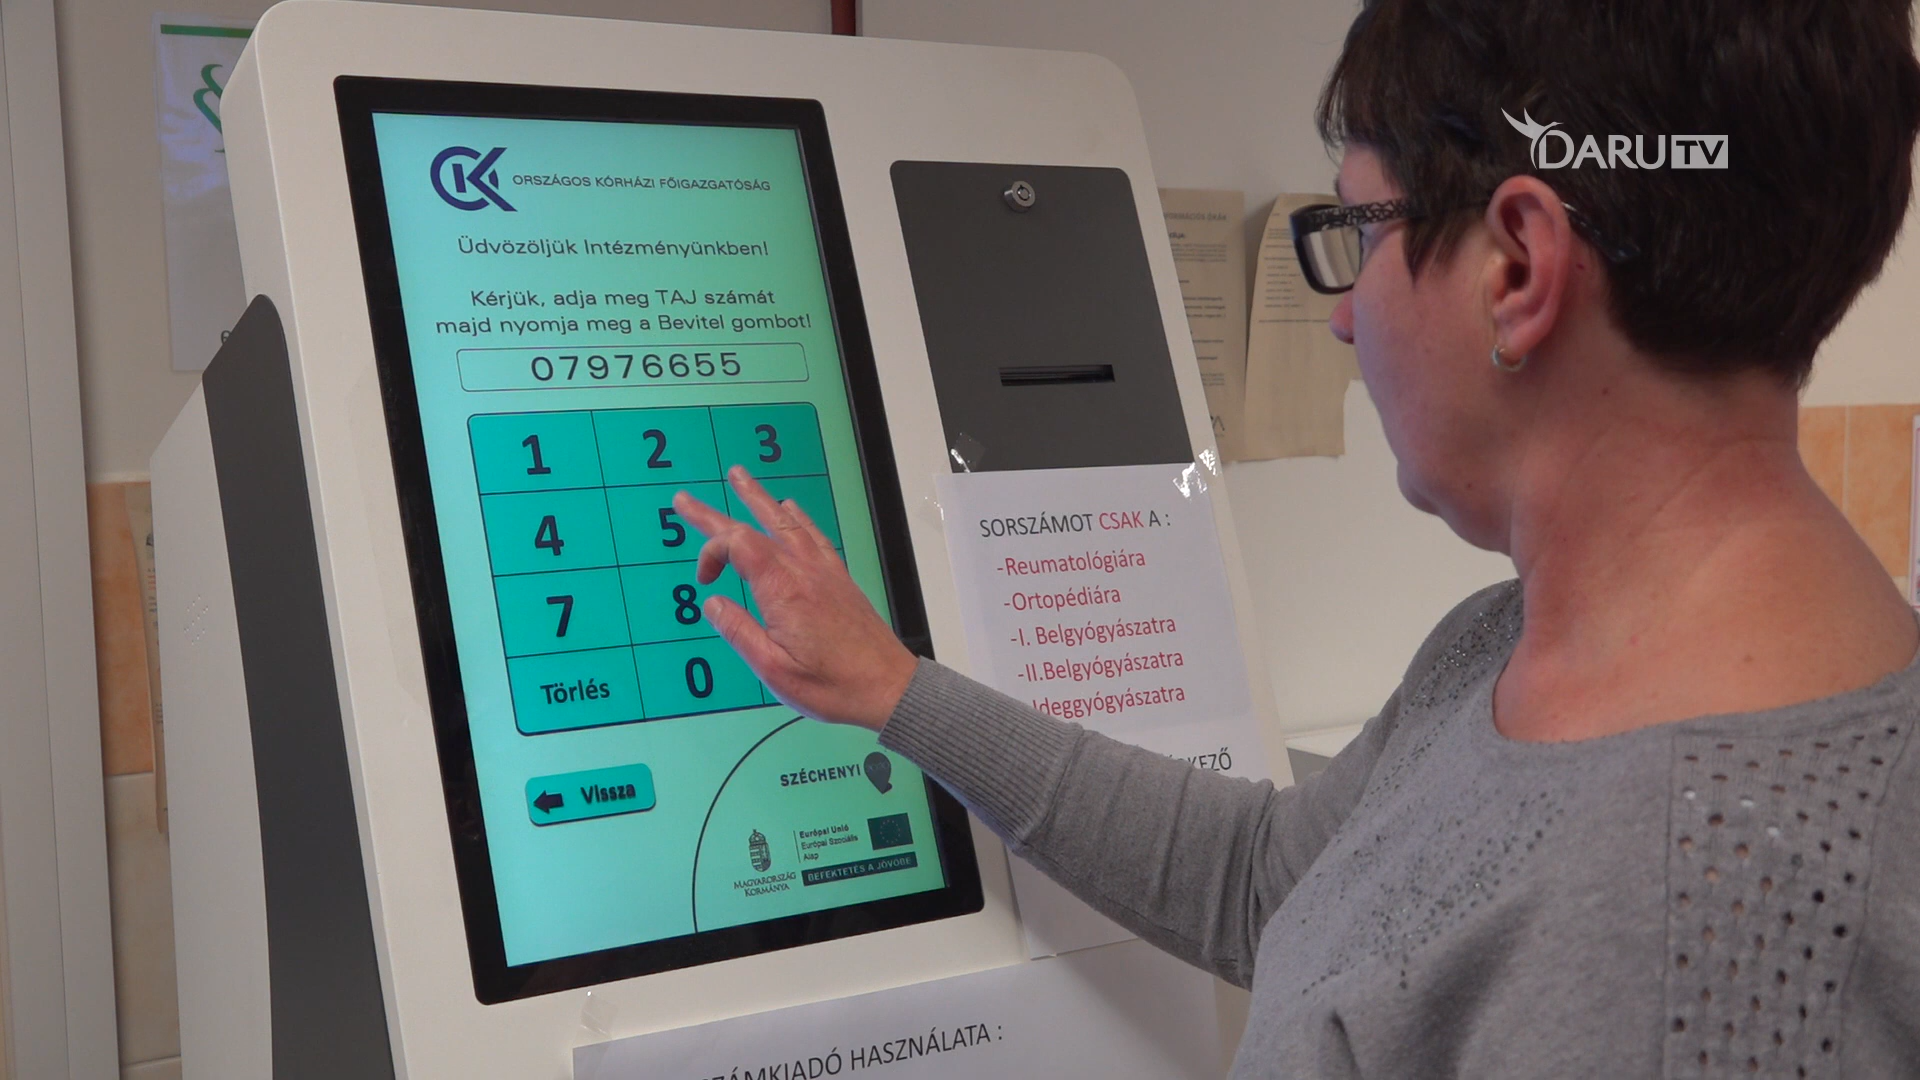 DARU TV
ORSZÁGOS KÓRHÁZI FŐIGAZGATÓSÁG
Üdvözöljük Intézményünkben!
Kérjük, adja meg TAJ számát
majd nyomja meg a Bevitel gombot!
07976655
1 2 3
4 5
7 8
Törlés 0
Vissza
SZÉCHENYI
MAGYARORSZÁG
KORMÁNYA
Európai Unió
Európai Szociális
Alap
BEFEKTETÉS A JÖVŐBE
SORSZÁMOT CSAK A :
-Reumatológiára
-Ortopédiára
-I. Belgyógyászatra
-II.Belgyógyászatra
Ideggyógyászatra
HASZNÁLATA :